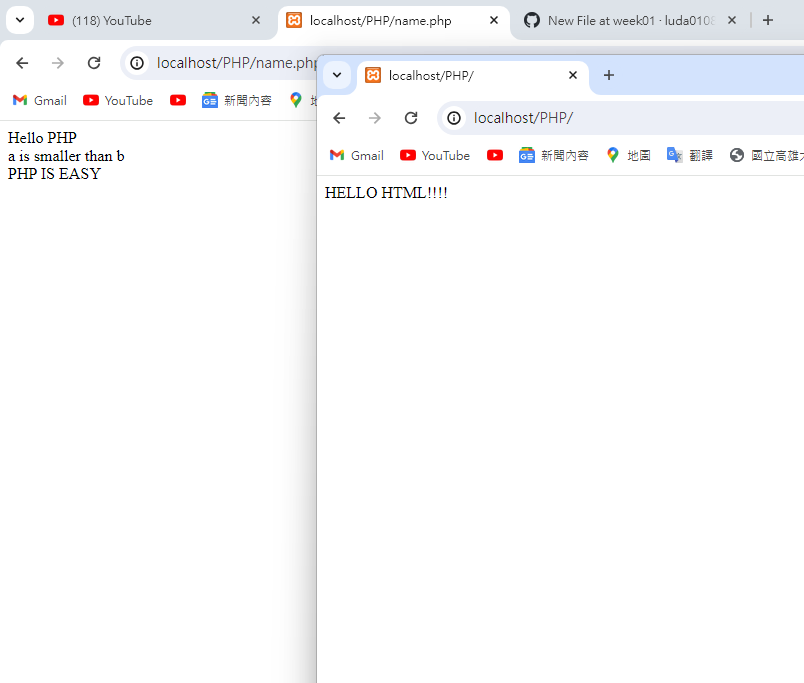 (118) YouTube
localhost/PHP/name.php
New File at week01 · luda010
localhost/PHP/name.php
Gmail
YouTube
新聞內容
Hello PHP
a is smaller than b
PHP IS EASY
localhost/PHP/
localhost/PHP/
Gmail
YouTube
新聞內容
地圖
翻譯
國立高雄
HELLO HTML!!!!